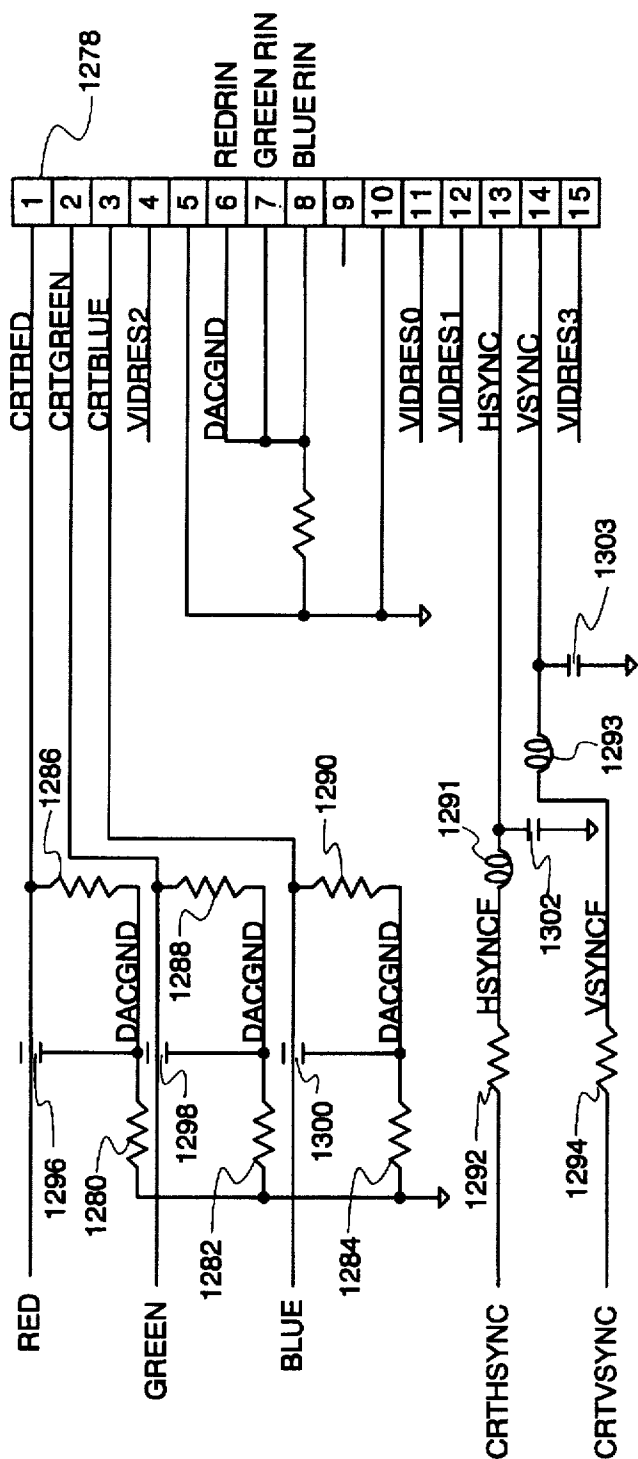 1278
REDRIN
GREEN RIN
BLUE RIN
1
2
3
4
5
6
7
8
9
10
11
12
13
14
15
CRTRED
CRTGREEN
CRTBLUE
VIDRES2
DACGND
VIDRES0
VIDRES1
HSYNC
VSYNC
VIDRES3
1303
1293
1286
1290
1291
1288
1302
DACGND
DACGND
DACGND
HSYNCF
VSYNCF
1296
1280
1298
1282
1300
1284
1292
1294
RED
GREEN
BLUE
CRTHSYNC
CRTVSYNC